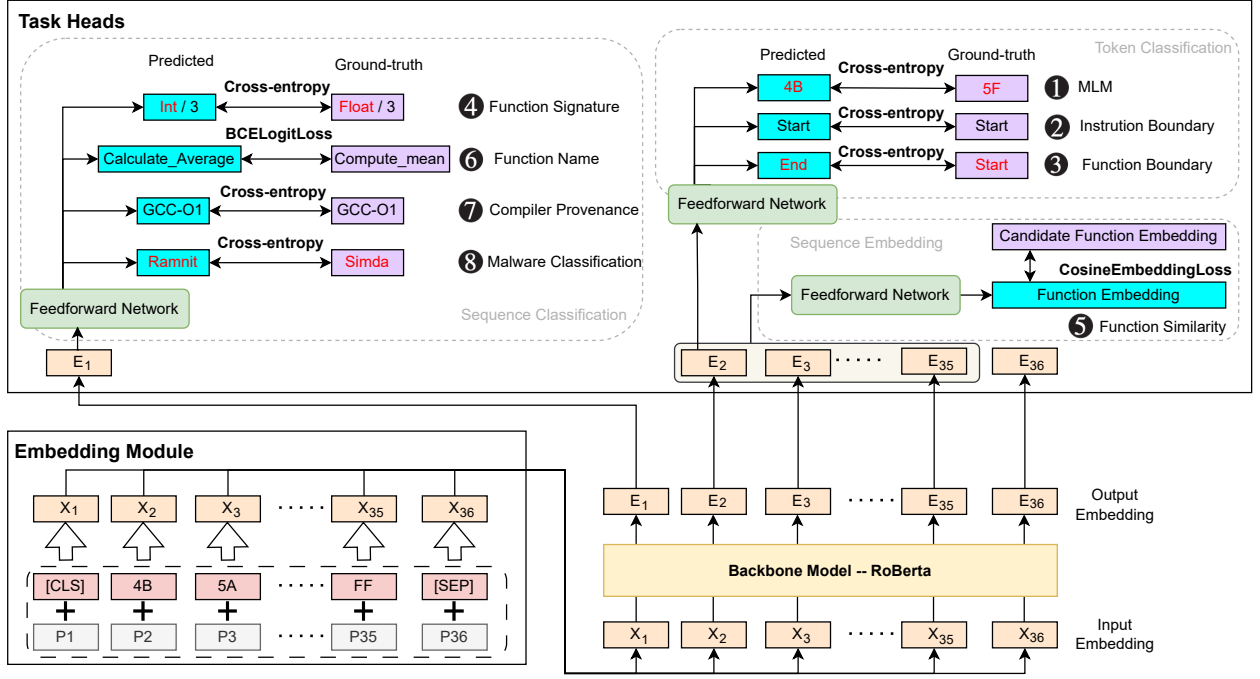 Task Heads
Predicted
Ground-truth
Cross-entropy
Int / 3
Float / 3
4 Function Signature
BCELogitLoss
Calculate_Average
Compute_mean
6 Function Name
Cross-entropy
GCC-O1
GCC-O1
7 Compiler Provenance
Cross-entropy
Ramnit
Simda
8 Malware Classification
Feedforward Network
Sequence Classification
E1
Token Classification
Predicted
Ground-truth
Cross-entropy
4B
5F
1 MLM
Cross-entropy
Start
Start
2 Instrution Boundary
Cross-entropy
End
Start
3 Function Boundary
Feedforward Network
Sequence Embedding
Candidate Function Embedding
CosineEmbeddingLoss
Feedforward Network
Function Embedding
5 Function Similarity
E2 E3 ..... E35 E36
Embedding Module
X1 X2 X3 ..... X35 X36
[CLS] 4B 5A ..... FF [SEP]
+ + + + +
P1 P2 P3 ..... P35 P36
E1 E2 E3 ..... E35 E36
Output
Embedding
Backbone Model -- RoBerta
X1 X2 X3 ..... X35 X36
Input
Embedding